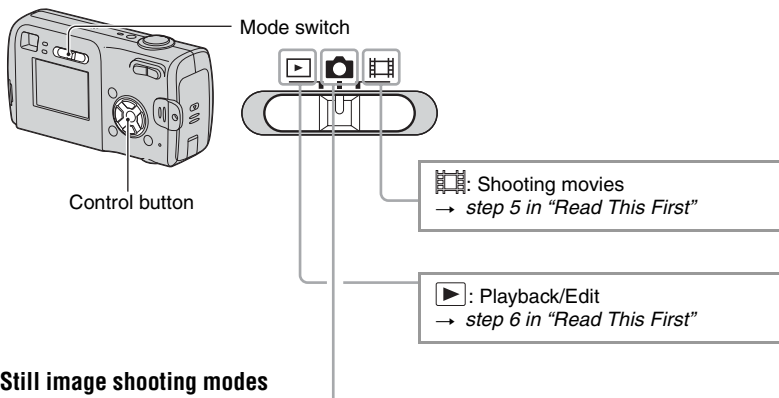 Mode switch
Control button
: Shooting movies
→ step 5 in “Read This First”
: Playback/Edit
→ step 6 in “Read This First”
Still image shooting modes